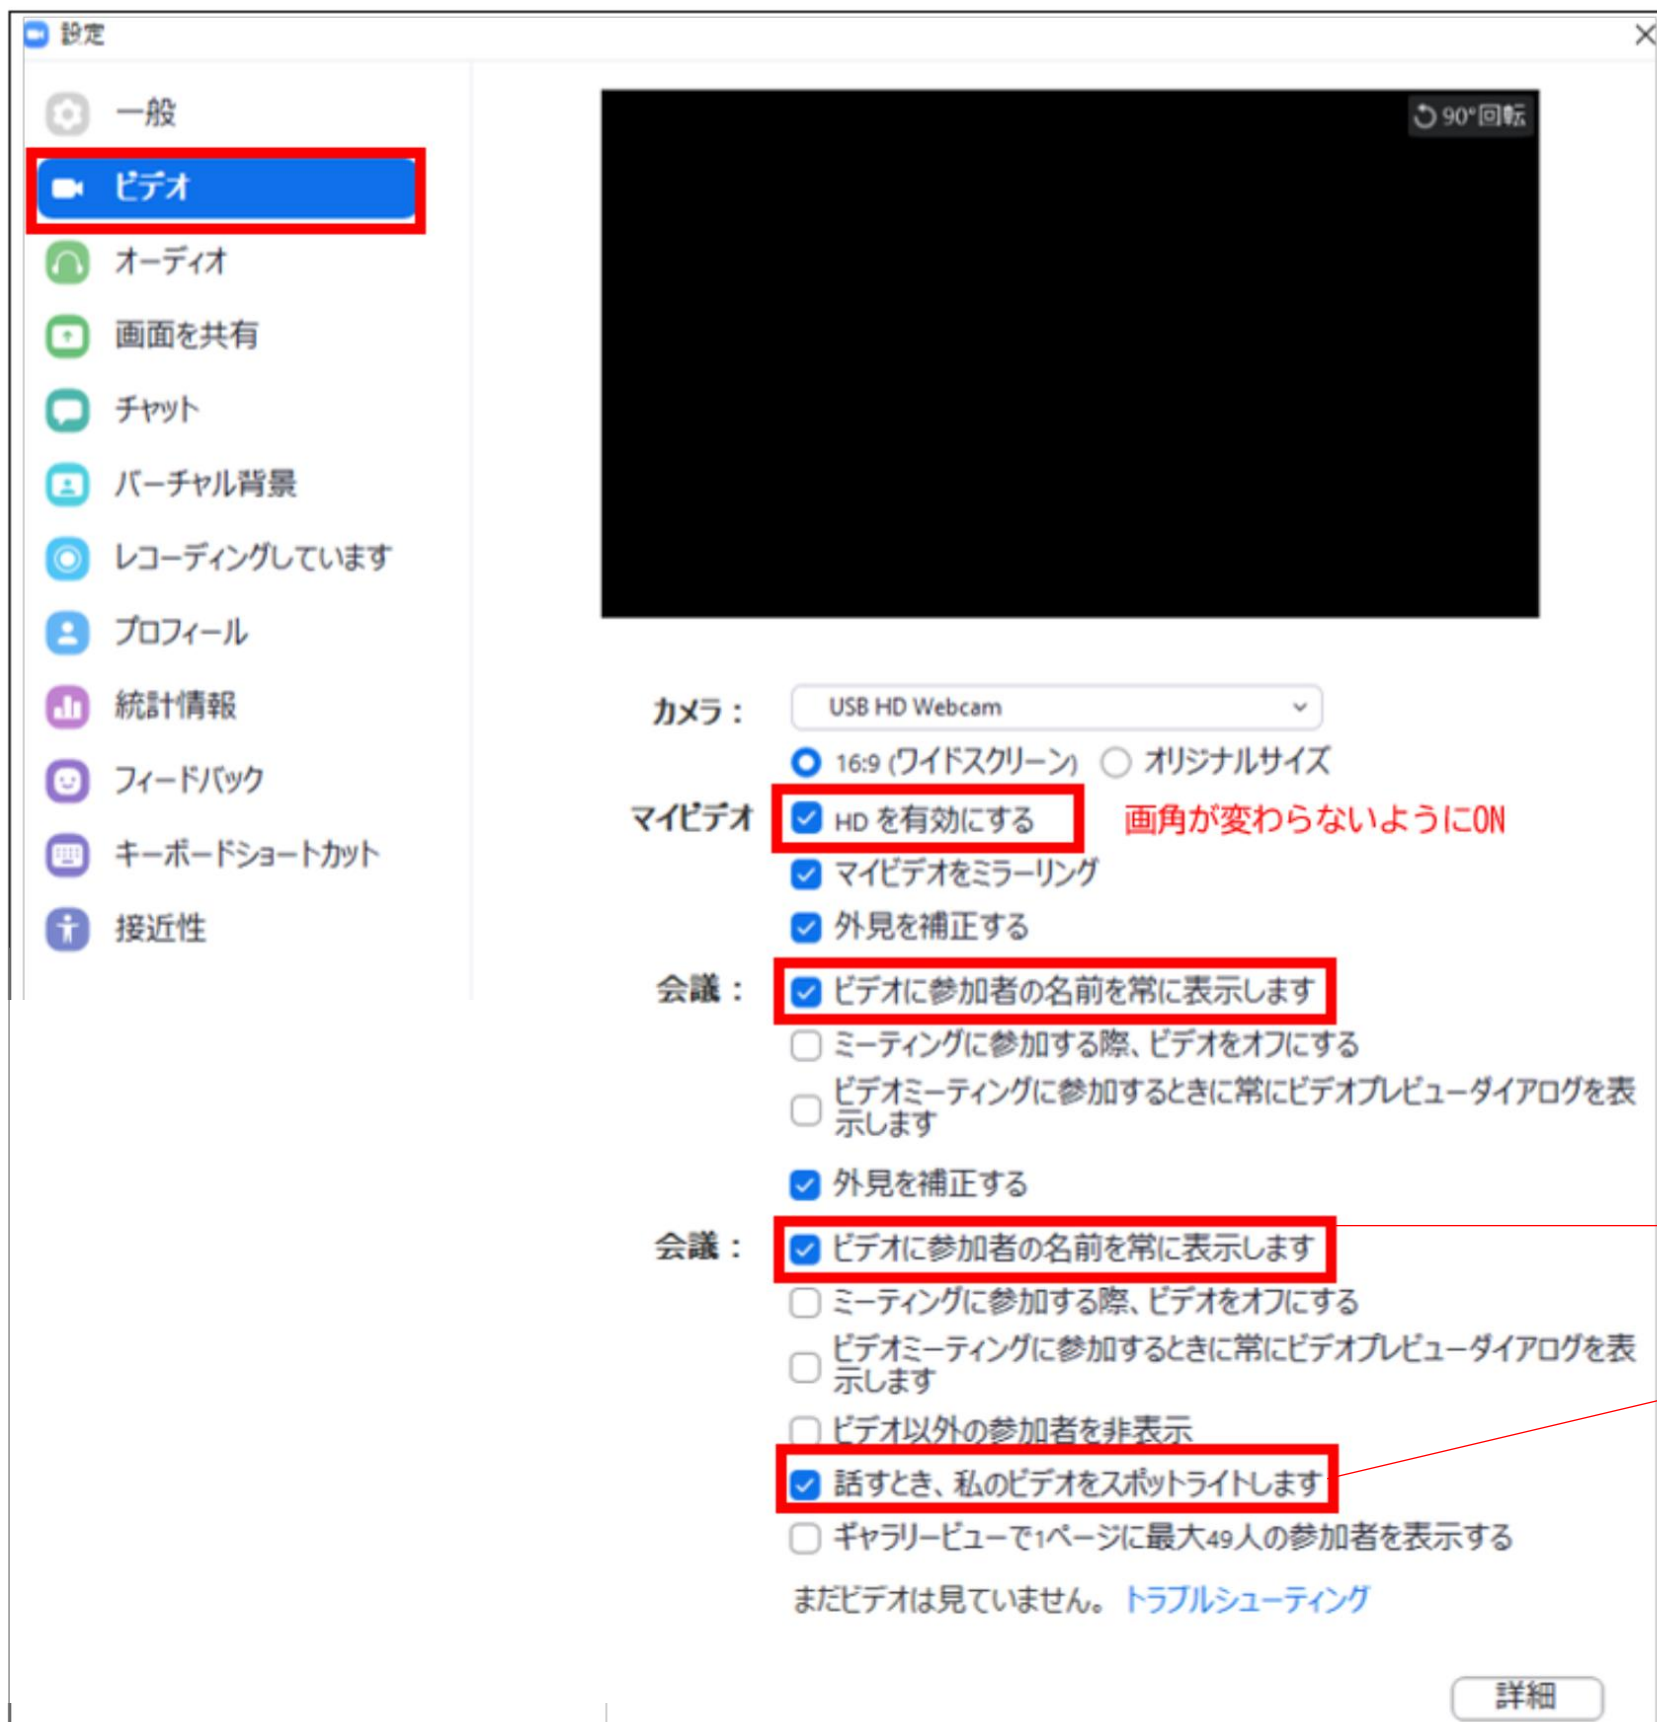 設定
一般
ビデオ
オーディオ
画面を共有
チャット
バーチャル背景
レコーディングしています
プロフィール
統計情報
フィードバック
キーボードショートカット
接近性
90°回転
カメラ：
USB HD Webcam
16:9 (ワイドスクリーン) オリジナルサイズ
マイビデオ HD を有効にする 画角が変わらないようにON
マイビデオをミラーリング
外見を補正する
会議： ビデオに参加者の名前を常に表示します
ミーティングに参加する際、ビデオをオフにする
ビデオミーティングに参加するときに常にビデオプレビューダイアログを表
示します
外見を補正する
会議： ビデオに参加者の名前を常に表示します
ミーティングに参加する際、ビデオをオフにする
ビデオミーティングに参加するときに常にビデオプレビューダイアログを表
示します
ビデオ以外の参加者を非表示
話すとき、私のビデオをスポットライトします
ギャラリービューで1ページに最大49人の参加者を表示する
まだビデオは見ていません。 トラブルシューティング
詳細